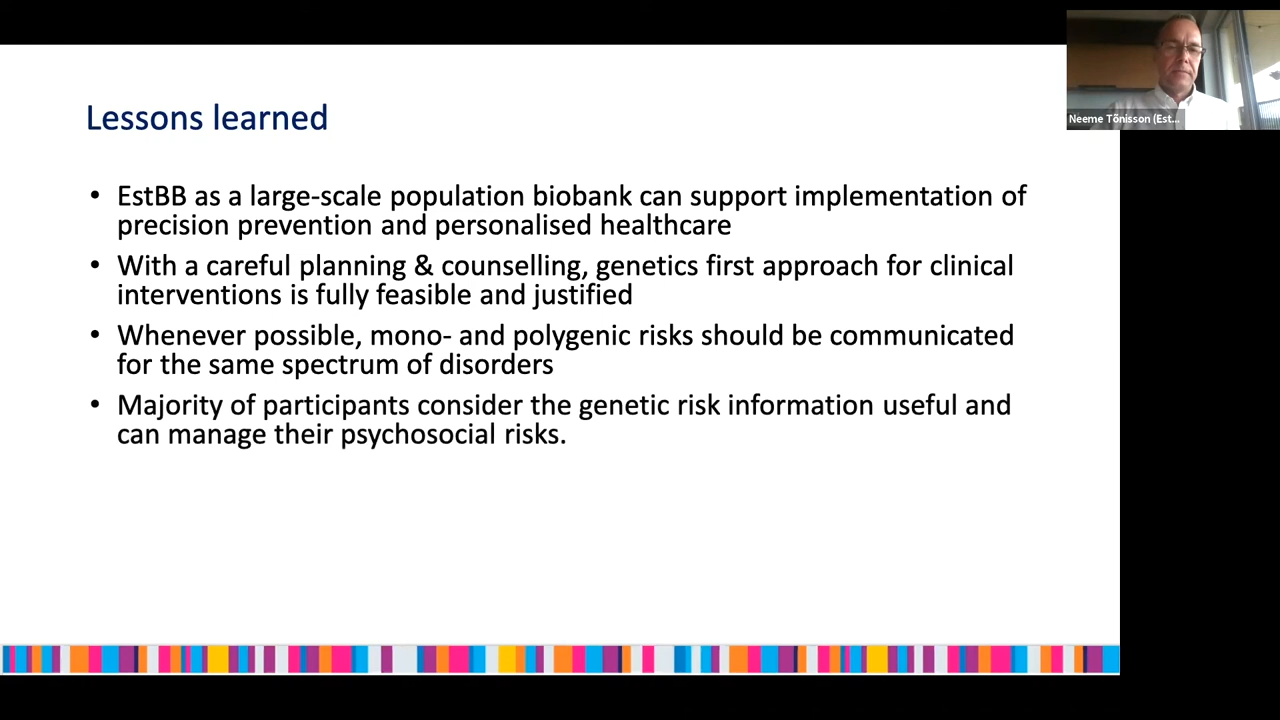 Lessons learned
• EstBB as a large-scale population biobank can support implementation of
precision prevention and personalised healthcare
• With a careful planning & counselling, genetics first approach for clinical
interventions is fully feasible and justified
• Whenever possible, mono- and polygenic risks should be communicated
for the same spectrum of disorders
• Majority of participants consider the genetic risk information useful and
can manage their psychosocial risks.
Neeme Tõnisson (Est...